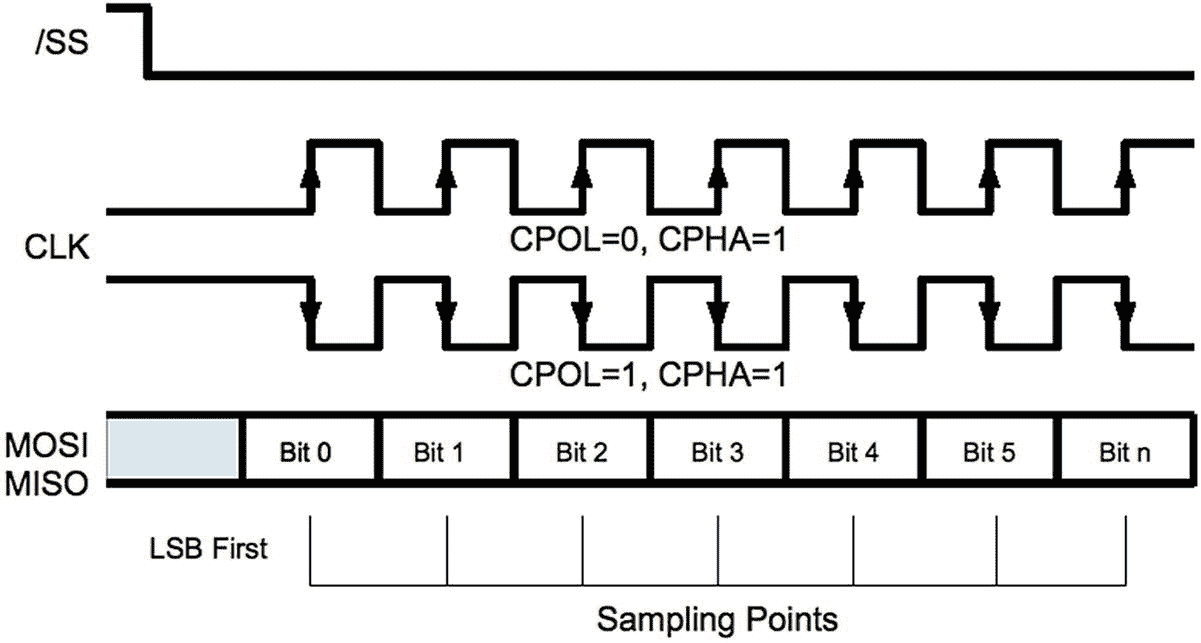 /SS
CLK
CPOL=0, CPHA=1
CPOL=1, CPHA=1
MOSI
MISO
Bit 0 Bit 1 Bit 2 Bit 3 Bit 4 Bit 5 Bit n
LSB First
Sampling Points